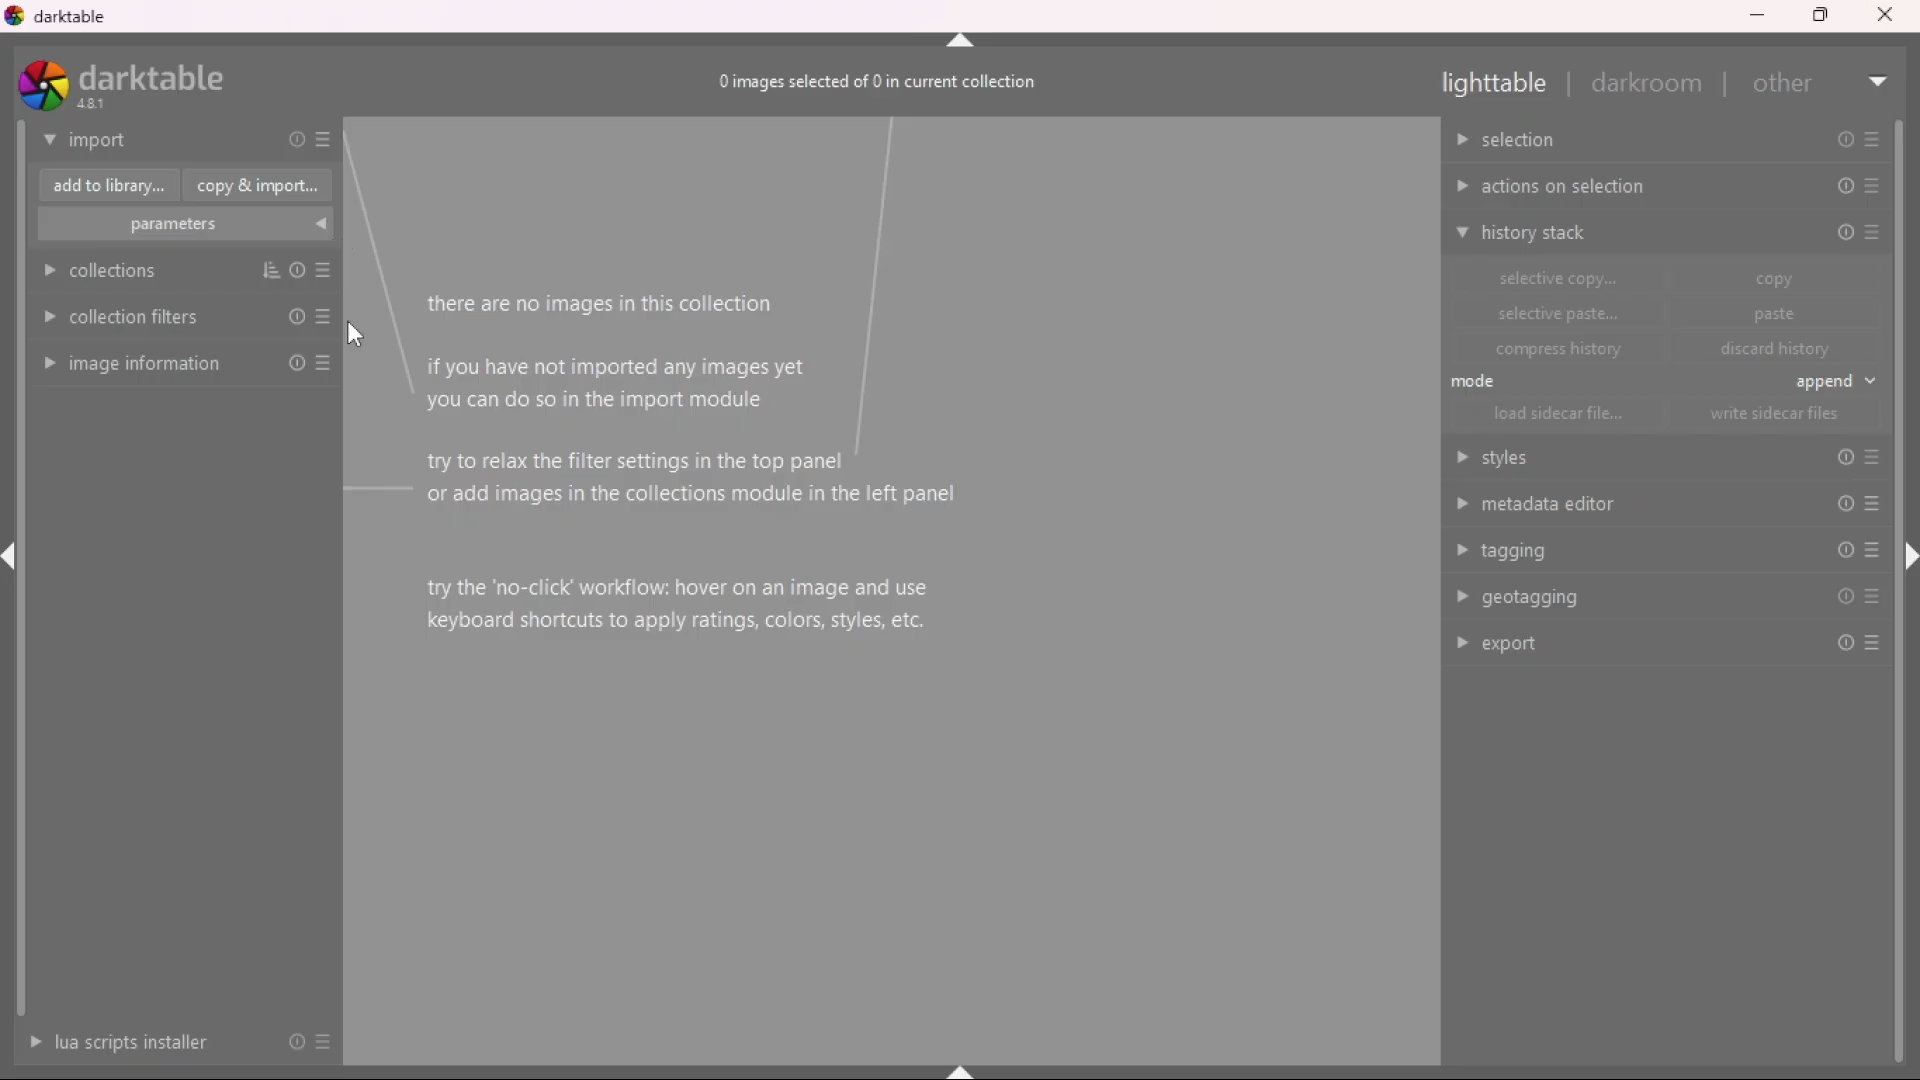 darktable
darktable
4.8.1
0 images selected of 0 in current collection
lighttable | darkroom | other
import
add to library...
copy & import...
parameters
collections
collection filters
image information
lua scripts installer
there are no images in this collection
if you have not imported any images yet
you can do so in the import module
try to relax the filter settings in the top panel
or add images in the collections module in the left panel
try the 'no-click' workflow: hover on an image and use
keyboard shortcuts to apply ratings, colors, styles, etc.
selection
actions on selection
history stack
selective copy...
copy
selective paste...
paste
compress history
discard history
mode
append
load sidecar file...
write sidecar files
styles
metadata editor
tagging
geotagging
export